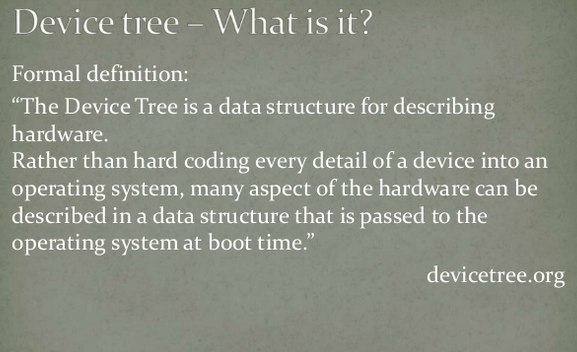 Device tree – What is it?
Formal definition:
“The Device Tree is a data structure for describing
hardware.
Rather than hard coding every detail of a device into an
operating system, many aspect of the hardware can be
described in a data structure that is passed to the
operating system at boot time.”
devicetree.org